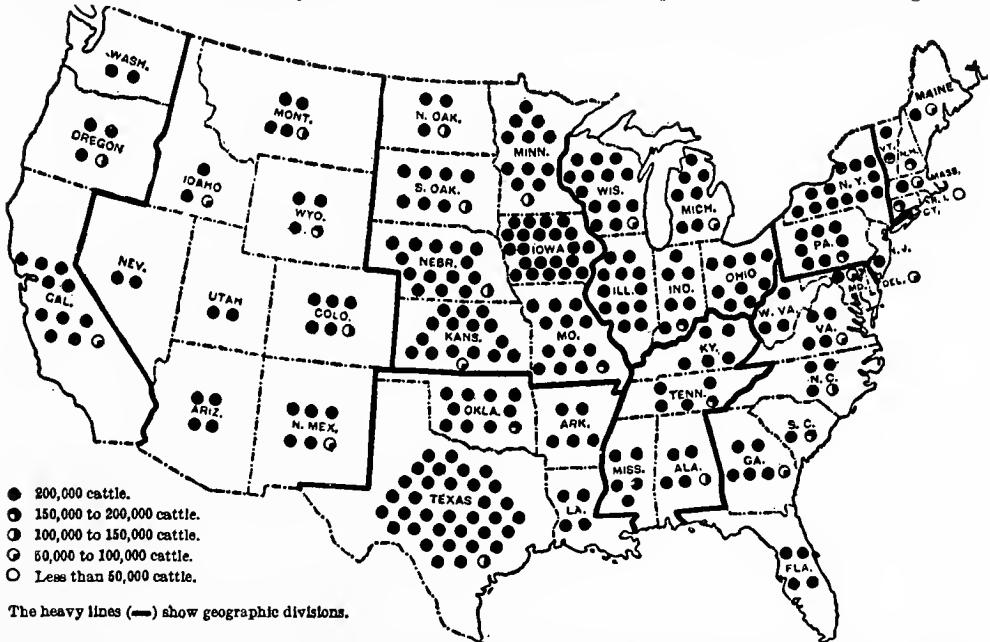 WASH.
OREGON
CAL.
NEV.
IDAHO
MONT.
WYO.
UTAH
COLO.
ARIZ.
N. MEX.
N. DAK.
S. DAK.
NEBR.
KANS.
OKLA.
TEXAS
MINN.
IOWA
MO.
ARK.
LA.
WIS.
MICH.
ILL.
IND.
OHIO
KY.
TENN.
MISS.
ALA.
MAINE
VT.
N.H.
MASS.
R. I.
CT.
N.Y.
PA.
N.J.
DEL.
MD.
W. VA.
VA.
N. C.
S. C.
GA.
FLA.
200,000 cattle.
150,000 to 200,000 cattle.
100,000 to 150,000 cattle.
50,000 to 100,000 cattle.
Less than 50,000 cattle.
The heavy lines (━) show geographic divisions.